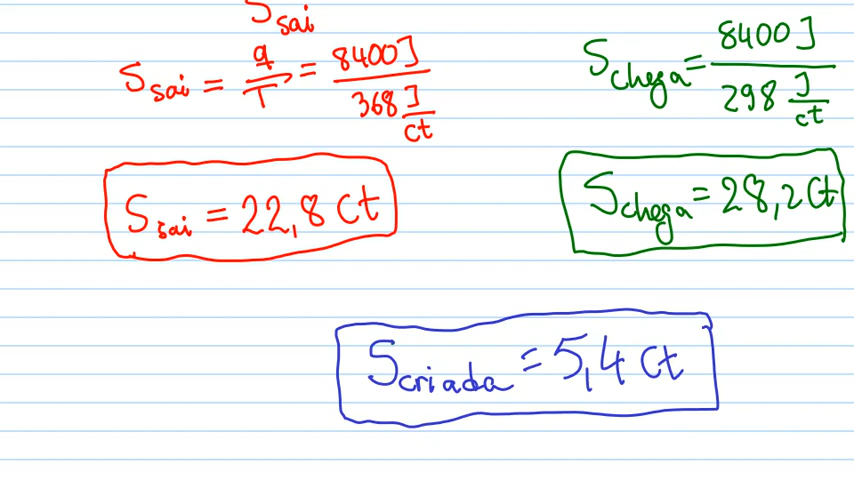 S sai
S sai = q/T = 8400 J / 368 J/ct
S sai = 22,8 Ct
S chega = 8400 J / 298 J/ct
S chega = 28,2 Ct
S criada = 5,4 Ct